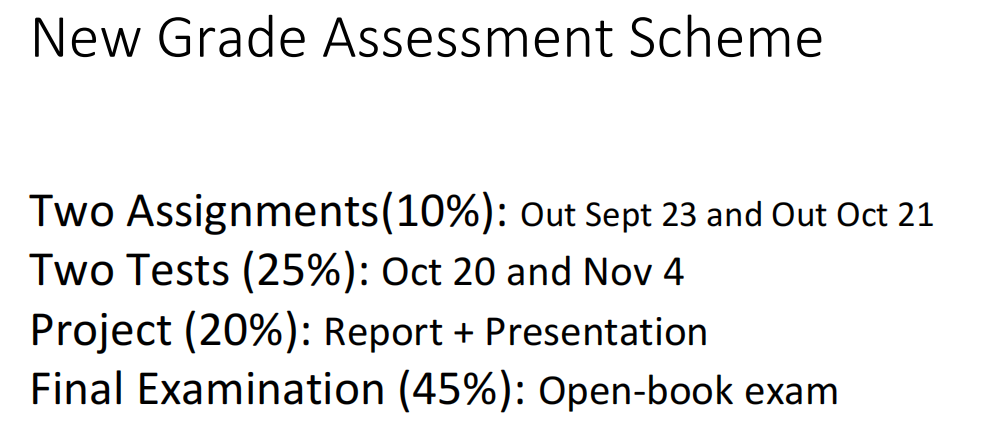 New Grade Assessment Scheme
Two Assignments(10%): Out Sept 23 and Out Oct 21
Two Tests (25%): Oct 20 and Nov 4
Project (20%): Report + Presentation
Final Examination (45%): Open-book exam